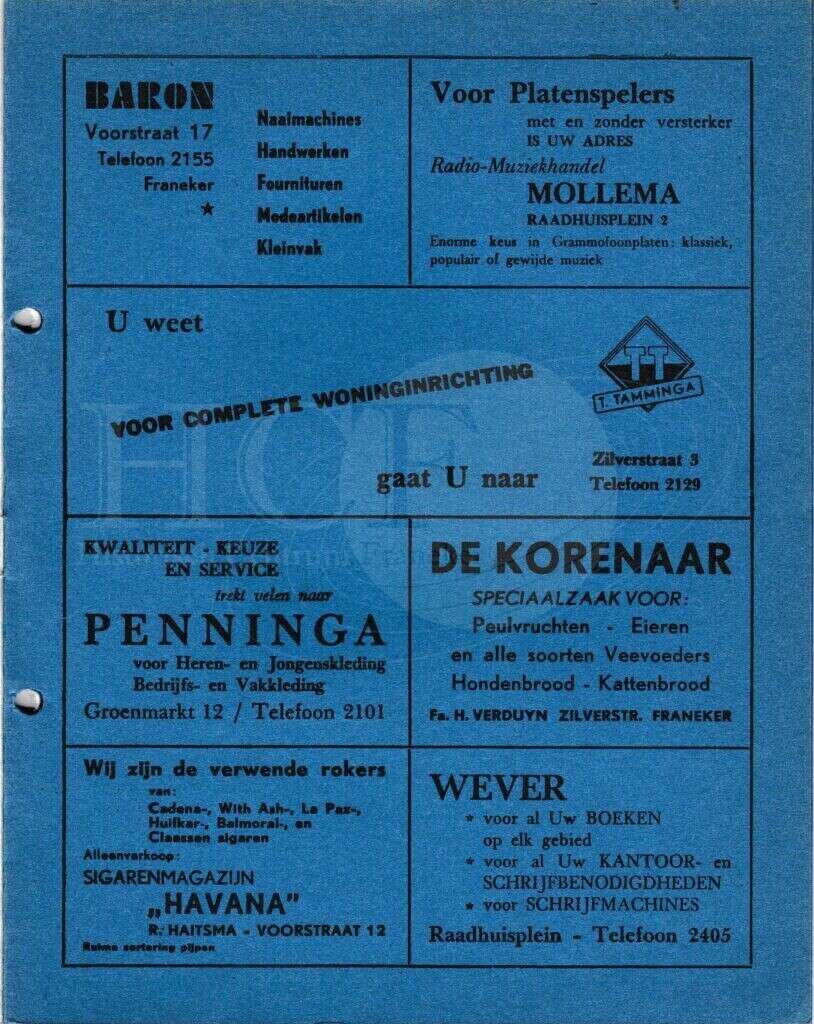 BARON
Voorstraat 17
Telefoon 2155
Franeker
Naaimachines
Handwerken
Fournituren
Modeartikelen
Kleinvak
Voor Platenspelers
met en zonder versterker
IS UW ADRES
Radio-Muziekhandel
MOLLEMA
RAADHUISPLEIN 2
Enorme keus in Grammofoonplaten: klassiek,
populair of gewijde muziek
U weet
VOOR COMPLETE WONINGINRICHTING
gaat U naar
TT
T. TAMMINGA
Zilverstraat 3
Telefoon 2129
KWALITEIT - KEUZE
EN SERVICE
trekt velen naar
PENNINGA
voor Heren- en Jongenskleding
Bedrijfs- en Vakkleding
Groenmarkt 12 / Telefoon 2101
DE KORENAAR
SPECIAALZAAK VOOR:
Peulvruchten - Eieren
en alle soorten Veevoeders
Hondenbrood - Kattenbrood
Fa. H. VERDUYN ZILVERSTR. FRANEKER
Wij zijn de verwende rokers
van:
Cadena-, With Ash-, La Paz-,
Huifkar-, Balmoral-, en
Claassen sigaren
Alleenverkoop:
SIGARENMAGAZIJN
„HAVANA"
R. HAITSMA - VOORSTRAAT 12
Ruime sortering pijpen
WEVER
* voor al Uw BOEKEN
op elk gebied
* voor al Uw KANTOOR- en
SCHRIJFBENODIGDHEDEN
* voor SCHRIJFMACHINES
Raadhuisplein - Telefoon 2405